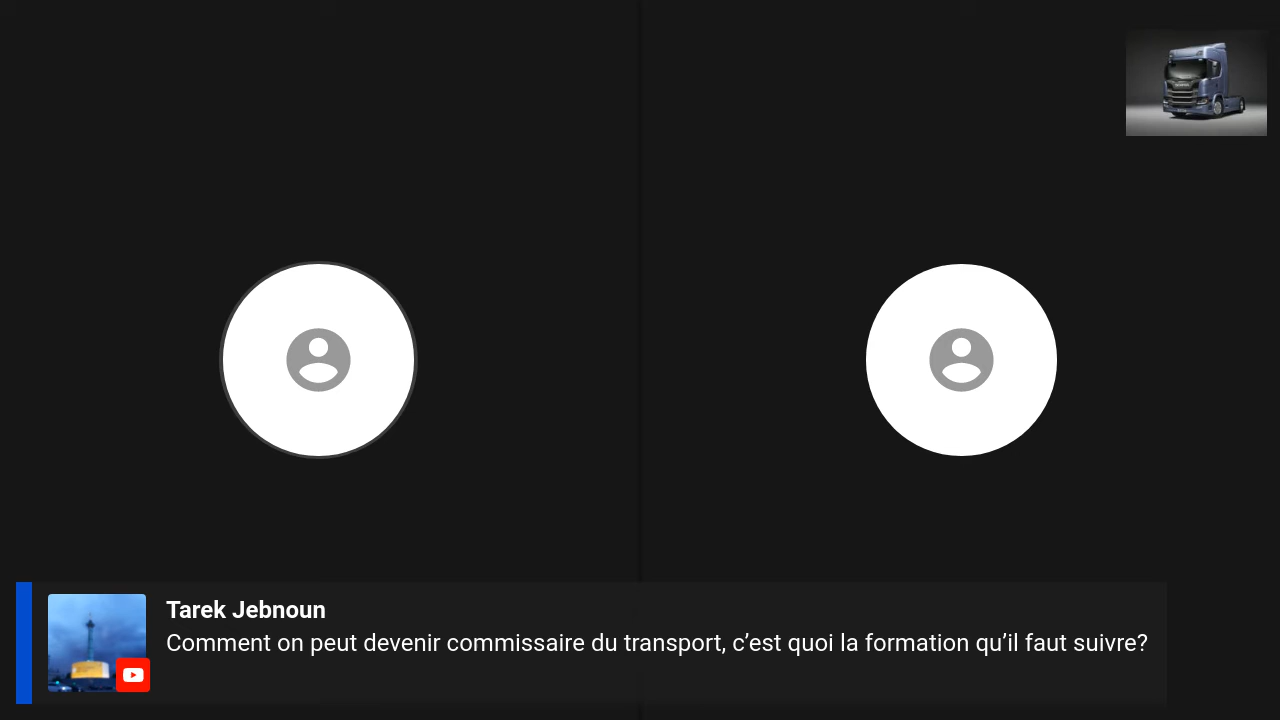 Tarek Jebnoun
Comment on peut devenir commissaire du transport, c’est quoi la formation qu’il faut suivre?